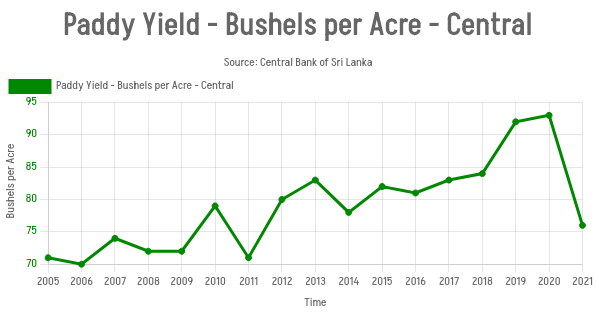 Paddy Yield - Bushels per Acre - Central
Source: Central Bank of Sri Lanka
Paddy Yield - Bushels per Acre - Central
95
90
85
80
75
70
Bushels per Acre
2005 2006 2007 2008 2009 2010 2011 2012 2013 2014 2015 2016 2017 2018 2019 2020 2021
Time